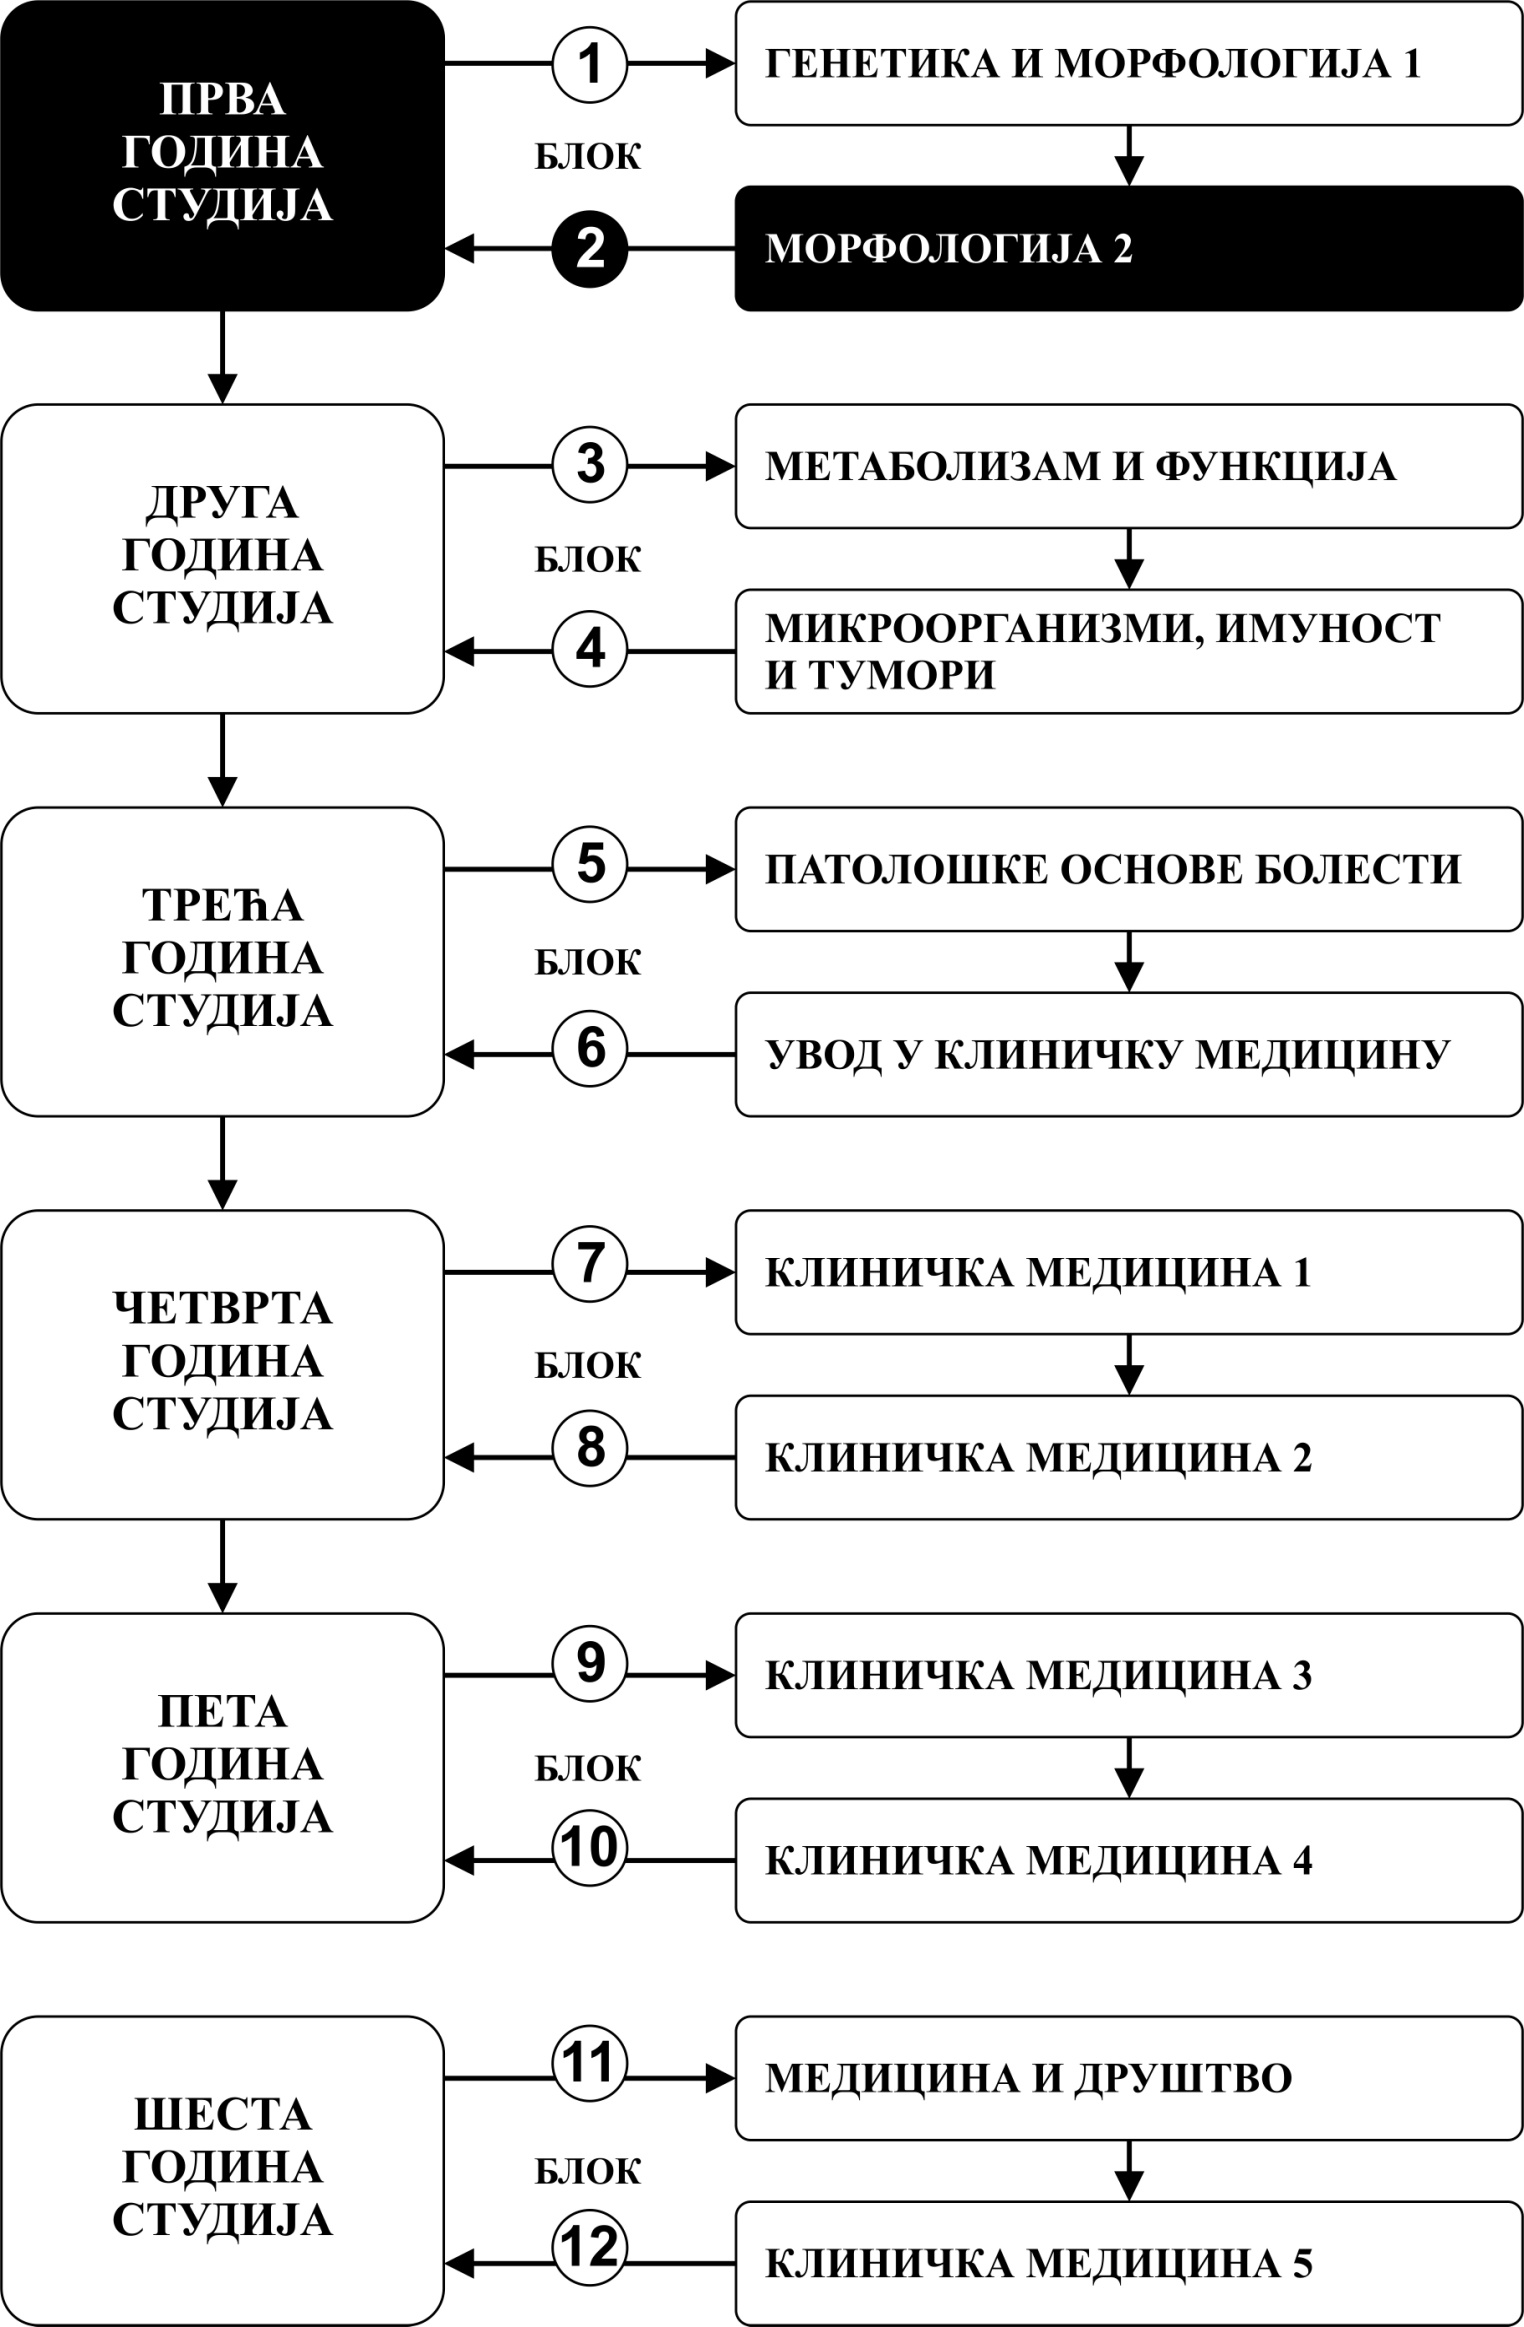 ПРВА
ГОДИНА
СТУДИЈА
1
ГЕНЕТИКА И МОРФОЛОГИЈА 1
БЛОК
2
МОРФОЛОГИЈА 2
ДРУГА
ГОДИНА
СТУДИЈА
3
МЕТАБОЛИЗАМ И ФУНКЦИЈА
БЛОК
4
МИКРООРГАНИЗМИ, ИМУНОСТ
И ТУМОРИ
ТРЕЋА
ГОДИНА
СТУДИЈА
5
ПАТОЛОШКЕ ОСНОВЕ БОЛЕСТИ
БЛОК
6
УВОД У КЛИНИЧКУ МЕДИЦИНУ
ЧЕТВРТА
ГОДИНА
СТУДИЈА
7
КЛИНИЧКА МЕДИЦИНА 1
БЛОК
8
КЛИНИЧКА МЕДИЦИНА 2
ПЕТА
ГОДИНА
СТУДИЈА
9
КЛИНИЧКА МЕДИЦИНА 3
БЛОК
10
КЛИНИЧКА МЕДИЦИНА 4
ШЕСТА
ГОДИНА
СТУДИЈА
11
МЕДИЦИНА И ДРУШТВО
БЛОК
12
КЛИНИЧКА МЕДИЦИНА 5